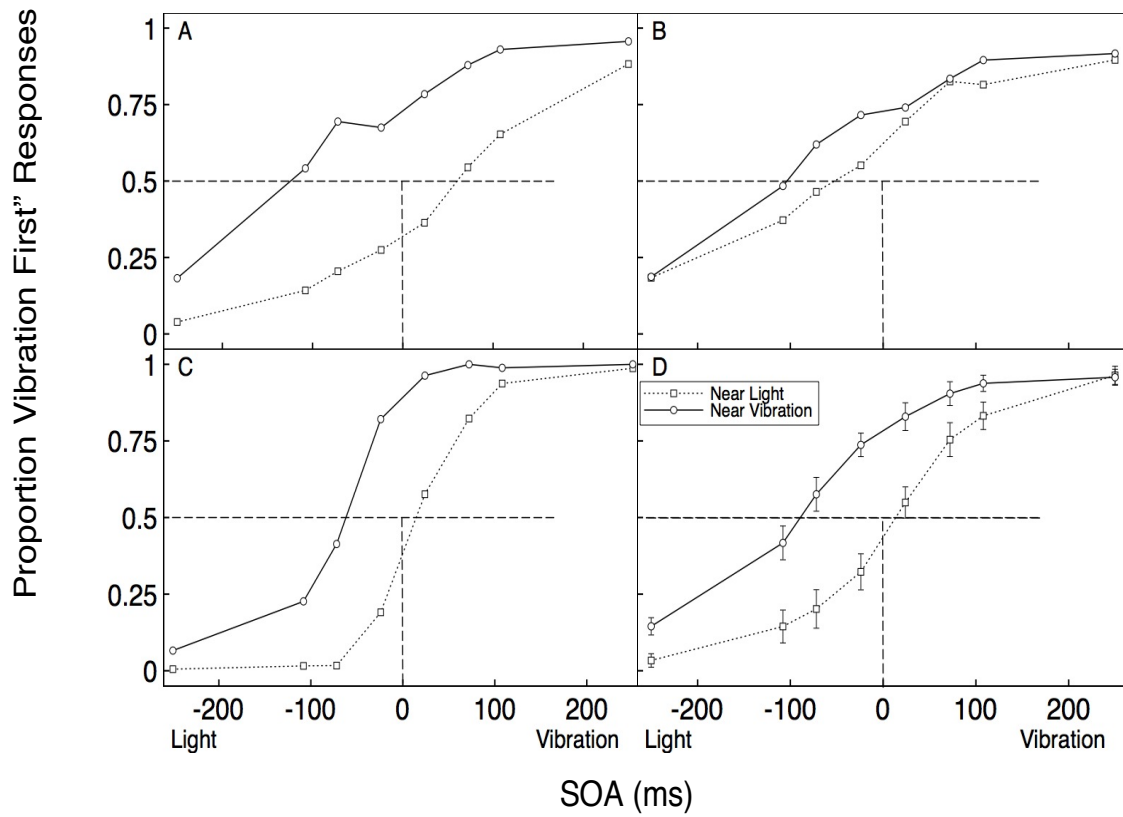 Proportion Vibration First” Responses
A
B
1
0.75
0.5
0.25
0
C
D
1
0.75
0.5
0.25
0
Near Light
Near Vibration
-200 -100 0 100 200
-200 -100 0 100 200
Light Vibration
Light Vibration
SOA (ms)